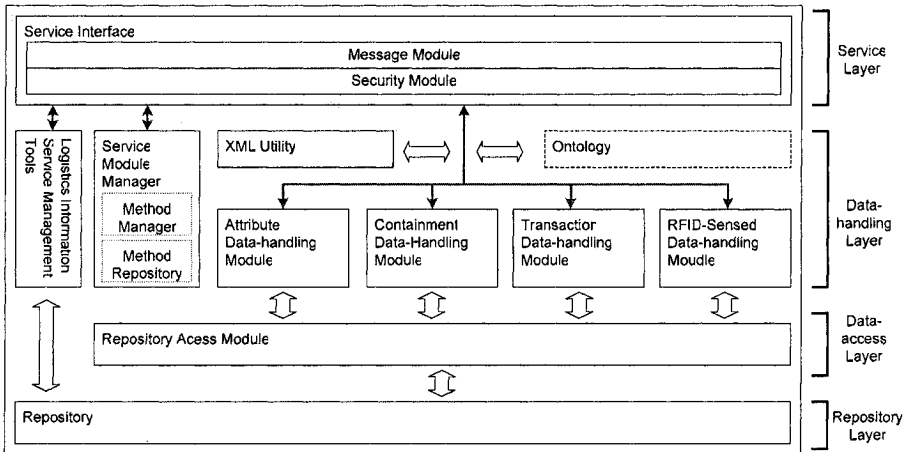 Service Interface
Message Module
Security Module
Service
Layer
Logistics Information
Service Management
Tools
Service
Module
Manager
Method
Manager
Method
Repository
XML Utility
Ontology
Attribute
Data-handling
Module
Containment
Data-Handling
Module
Transactior
Data-handling
Module
RFID-Sensed
Data-handling
Moudle
Data-
handling
Layer
Repository Acess Module
Data-
access
Layer
Repository
Repository
Layer